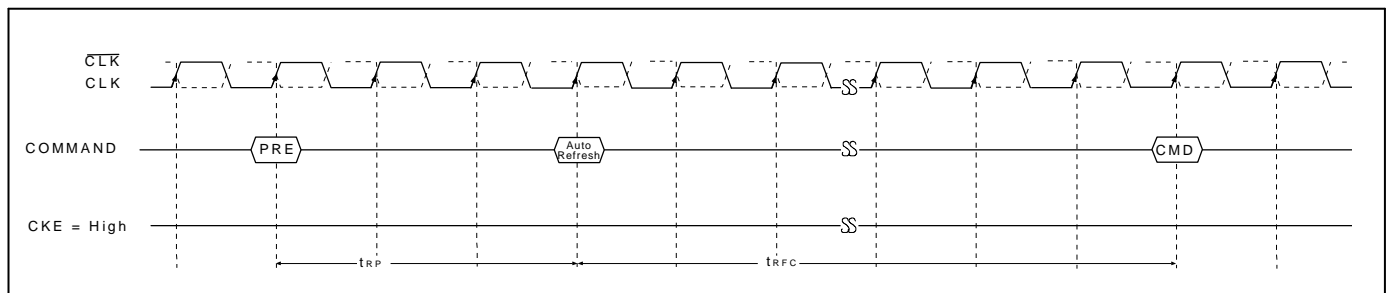 CLK
CLK
COMMAND
PRE
Auto
Refresh
CMD
CKE = High
tRP
tRFC